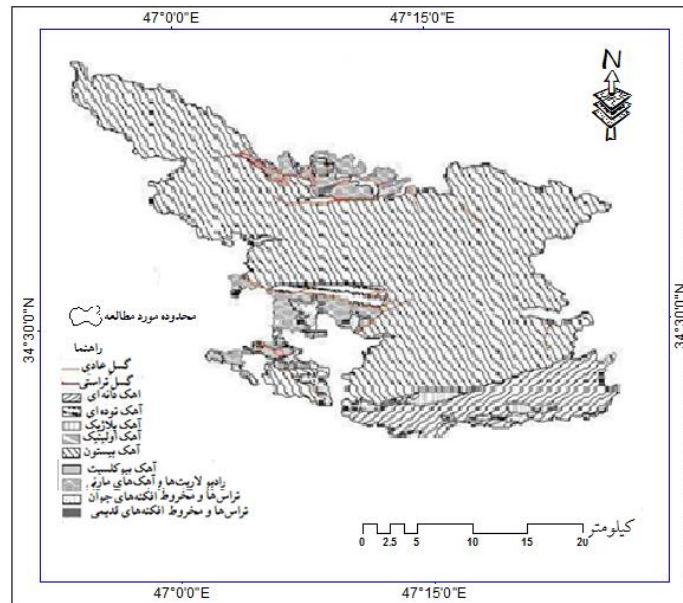 47°0'0"E 47°15'0"E
N
34°30'0"N 34°30'0"N
محدوده مورد مطالعه
راهنما
گسل عادی
گسل تراستی
آهک دانه ای
آهک توده ای
آهک پلاژیک
آهک اولیتیک
آهک بیستون
آهک بیوکلسیت
رادیو لاریت‌ها و آهک‌های مارنی
تراس‌ها و مخروط افکنه‌های جوان
تراس‌ها و مخروط افکنه‌های قدیمی
کیلومتر
0 2.5 5 10 15 20
47°0'0"E 47°15'0"E